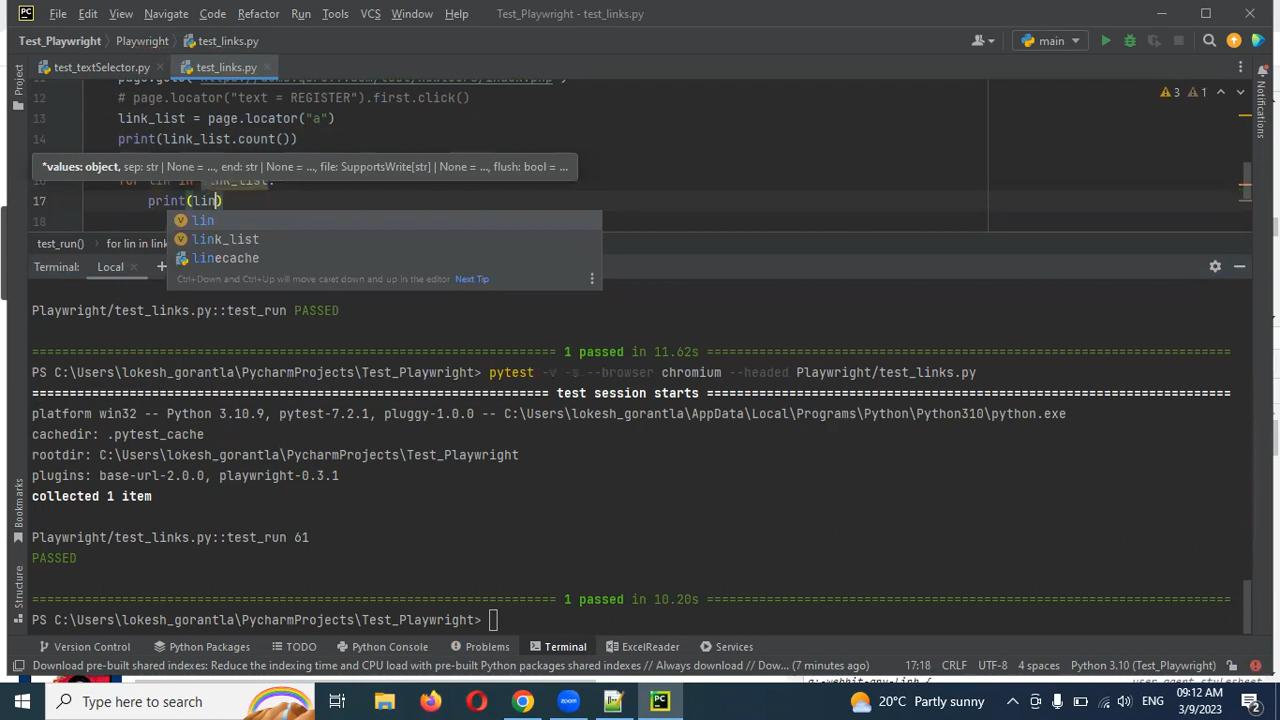 PC File Edit View Navigate Code Refactor Run Tools VCS Window Help Test_Playwright - test_links.py
Test_Playwright Playwright test_links.py main
test_textSelector.py test_links.py
12 # page.locator("text = REGISTER").first.click()
13 link_list = page.locator("a")
14 print(link_list.count())
3 1
*values: object, sep: str | None = ..., end: str | None = ..., file: SupportsWrite[str] | None = ..., flush: bool = ...
17 print(lin)
18
lin
link_list
linecache
Ctrl+Down and Ctrl+Up will move caret down and up in the editor Next Tip
test_run() for lin in link
Terminal: Local +
Playwright/test_links.py::test_run PASSED
1 passed in 11.62s
PS C:\Users\lokesh_gorantla\PycharmProjects\Test_Playwright> pytest -v -s --browser chromium --headed Playwright/test_links.py
test session starts
platform win32 -- Python 3.10.9, pytest-7.2.1, pluggy-1.0.0 -- C:\Users\lokesh_gorantla\AppData\Local\Programs\Python\Python310\python.exe
cachedir: .pytest_cache
rootdir: C:\Users\lokesh_gorantla\PycharmProjects\Test_Playwright
plugins: base-url-2.0.0, playwright-0.3.1
collected 1 item
Playwright/test_links.py::test_run 61
PASSED
1 passed in 10.20s
PS C:\Users\lokesh_gorantla\PycharmProjects\Test_Playwright>
Project
Bookmarks
Structure
Notifications
Version Control Python Packages TODO Python Console Problems Terminal ExcelReader Services
Download pre-built shared indexes: Reduce the indexing time and CPU load with pre-built Python packages shared indexes // Always download // Dow... (7 minutes ago) 17:18 CRLF UTF-8 4 spaces Python 3.10 (Test_Playwright)
Type here to search
20°C Partly sunny
ENG
09:12 AM
3/9/2023
2